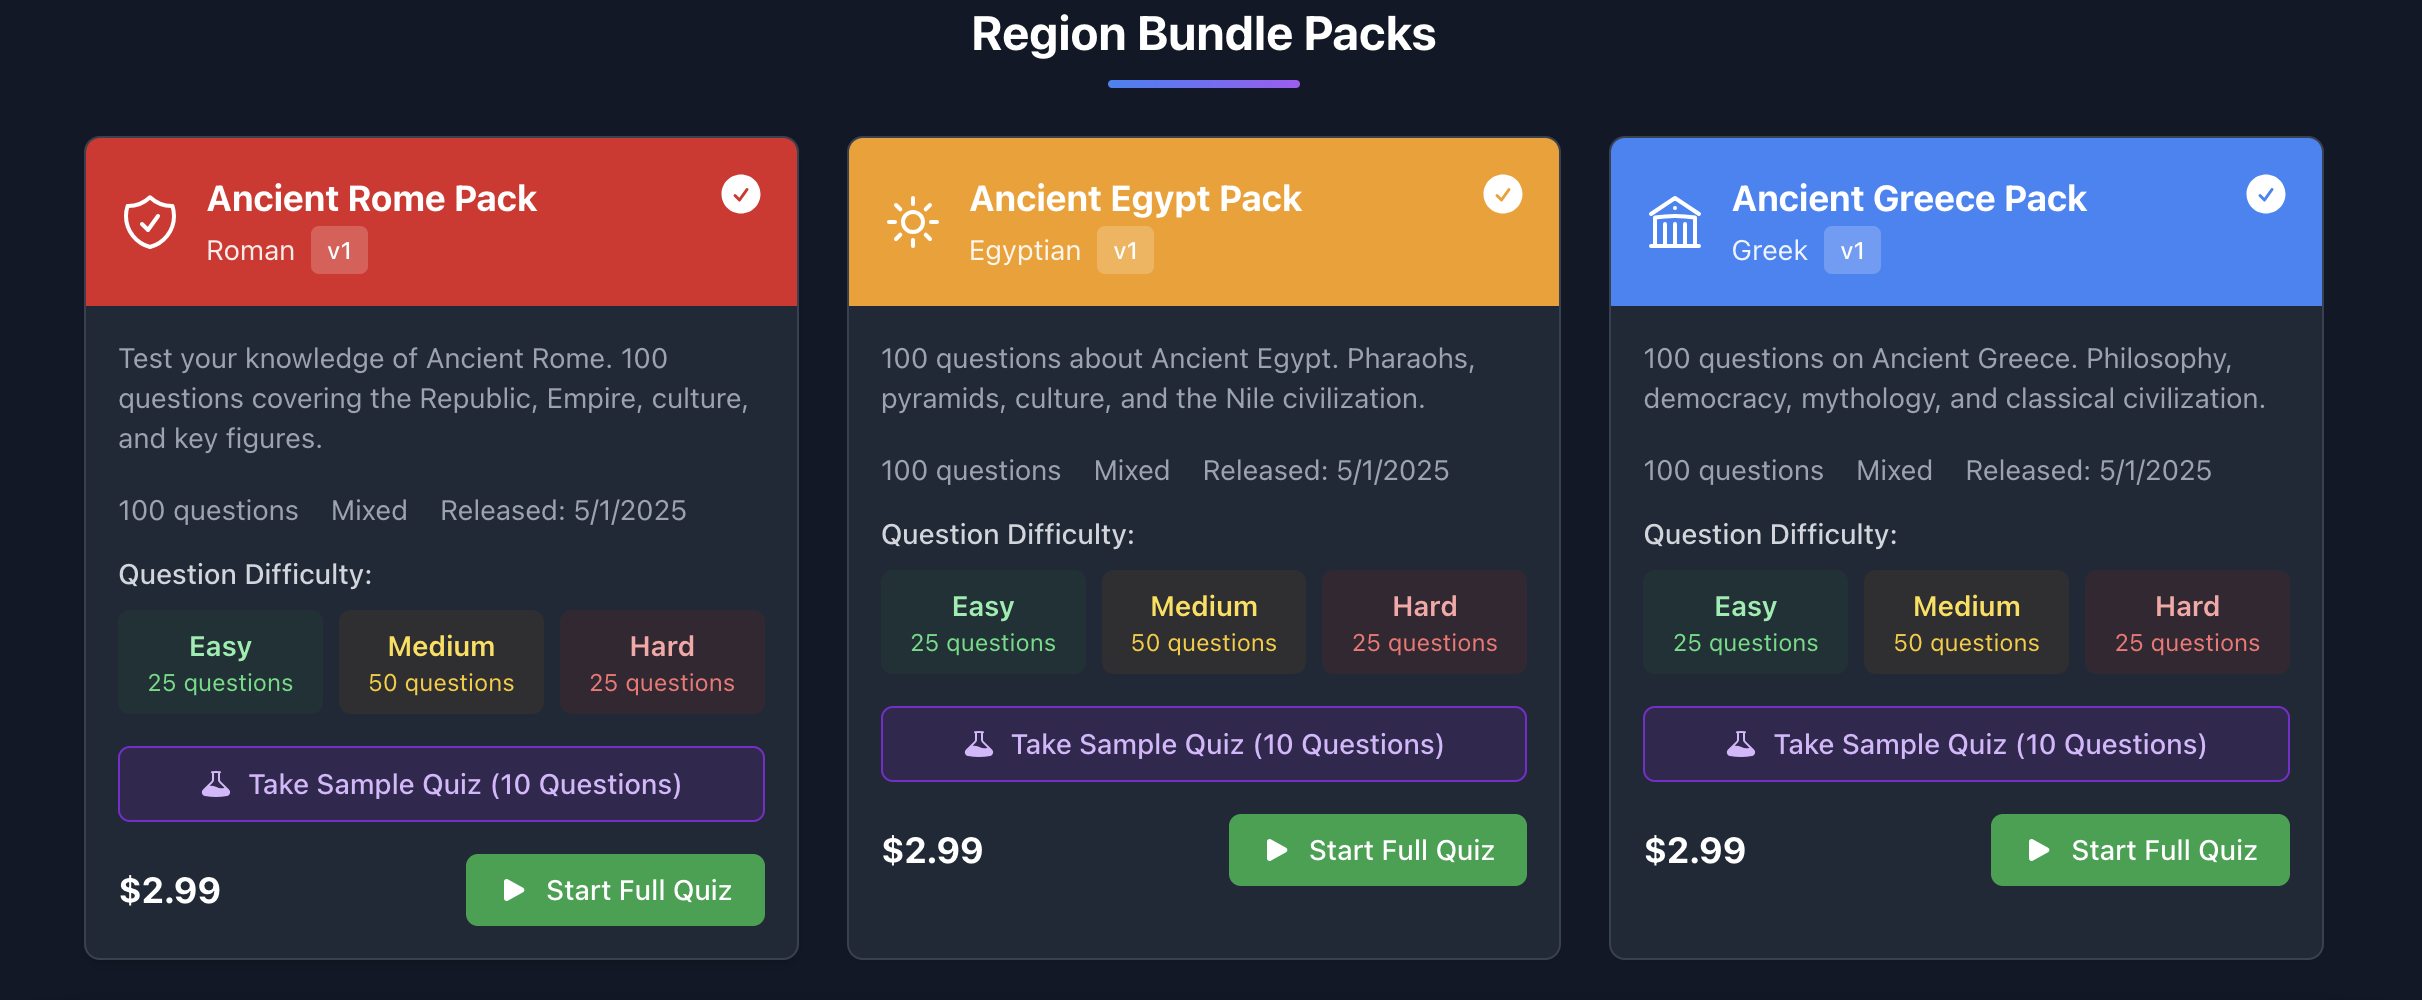 Region Bundle Packs
Ancient Rome Pack
Roman v1
Test your knowledge of Ancient Rome. 100
questions covering the Republic, Empire, culture,
and key figures.
100 questions Mixed Released: 5/1/2025
Question Difficulty:
Easy Medium Hard
25 questions 50 questions 25 questions
Take Sample Quiz (10 Questions)
$2.99 Start Full Quiz
Ancient Egypt Pack
Egyptian v1
100 questions about Ancient Egypt. Pharaohs,
pyramids, culture, and the Nile civilization.
100 questions Mixed Released: 5/1/2025
Question Difficulty:
Easy Medium Hard
25 questions 50 questions 25 questions
Take Sample Quiz (10 Questions)
$2.99 Start Full Quiz
Ancient Greece Pack
Greek v1
100 questions on Ancient Greece. Philosophy,
democracy, mythology, and classical civilization.
100 questions Mixed Released: 5/1/2025
Question Difficulty:
Easy Medium Hard
25 questions 50 questions 25 questions
Take Sample Quiz (10 Questions)
$2.99 Start Full Quiz